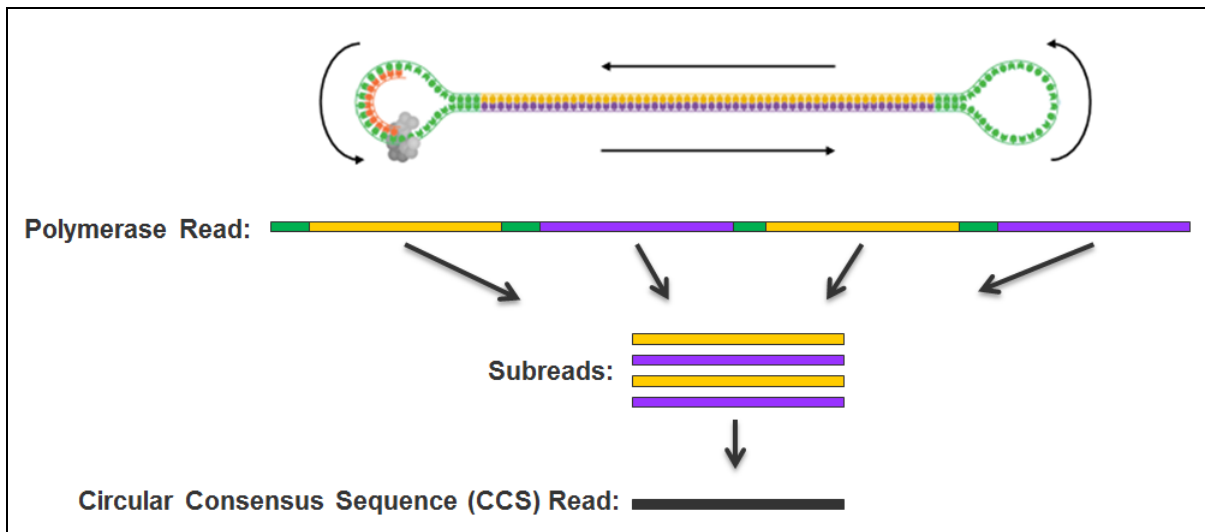 Polymerase Read:
Subreads:
Circular Consensus Sequence (CCS) Read: